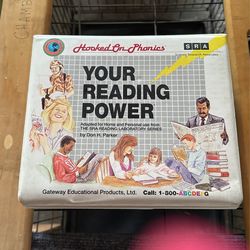 Hooked On Phonics
SRA
YOUR
READING
POWER
Adapted for Home and Personal use from
THE SRA READING LABORATORY SERIES
by Don H. Parker
Gateway Educational Products, Ltd.
Call: 1-800-ABCDEFG